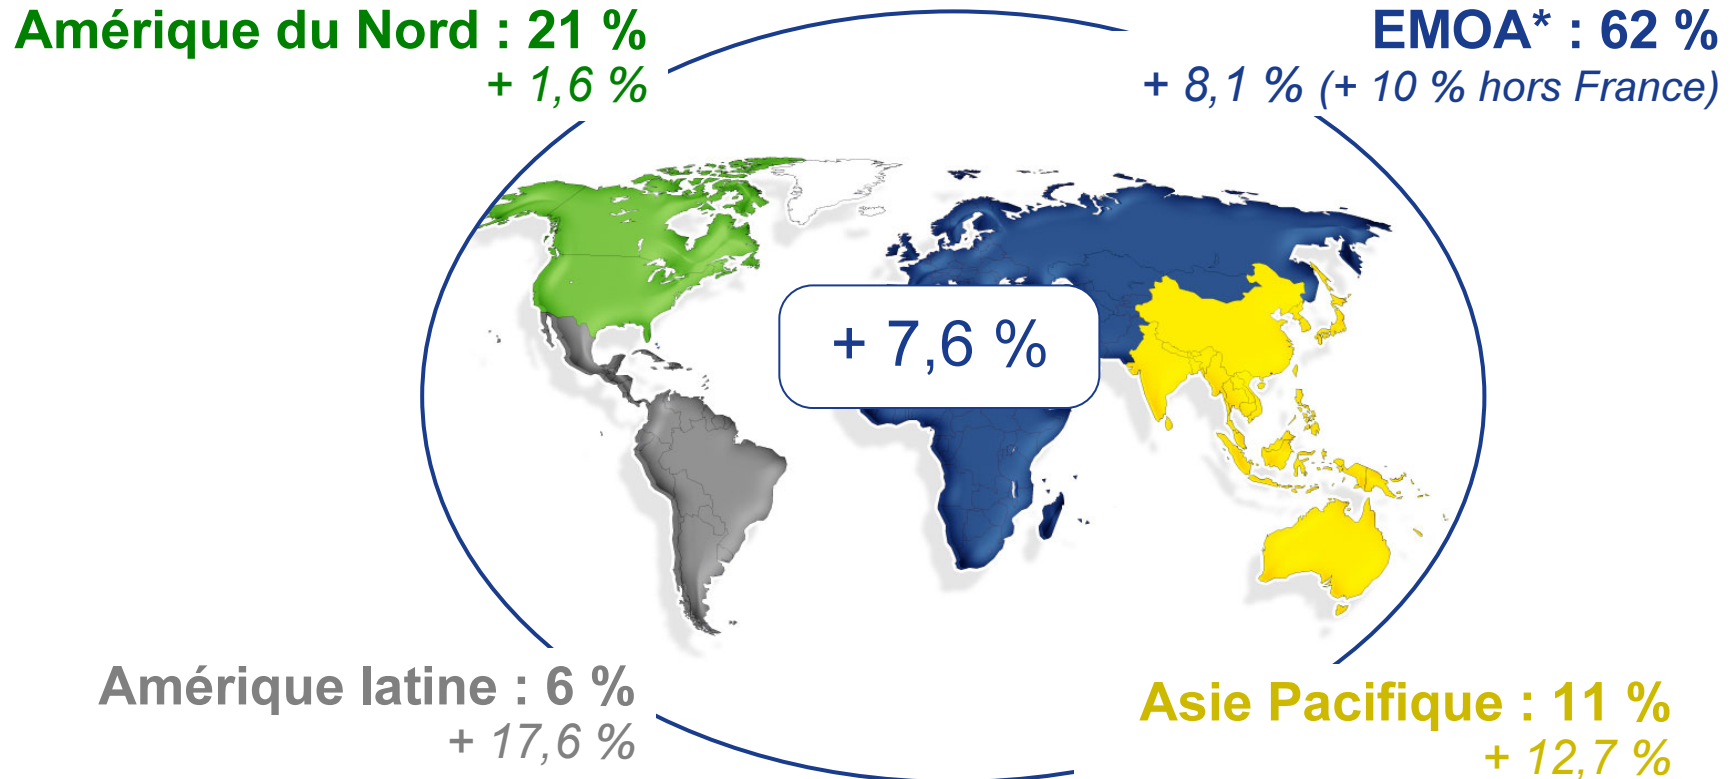 Amérique du Nord : 21 %
+ 1,6 %
EMOA* : 62 %
+ 8,1 % (+ 10 % hors France)
+ 7,6 %
Amérique latine : 6 %
+ 17,6 %
Asie Pacifique : 11 %
+ 12,7 %